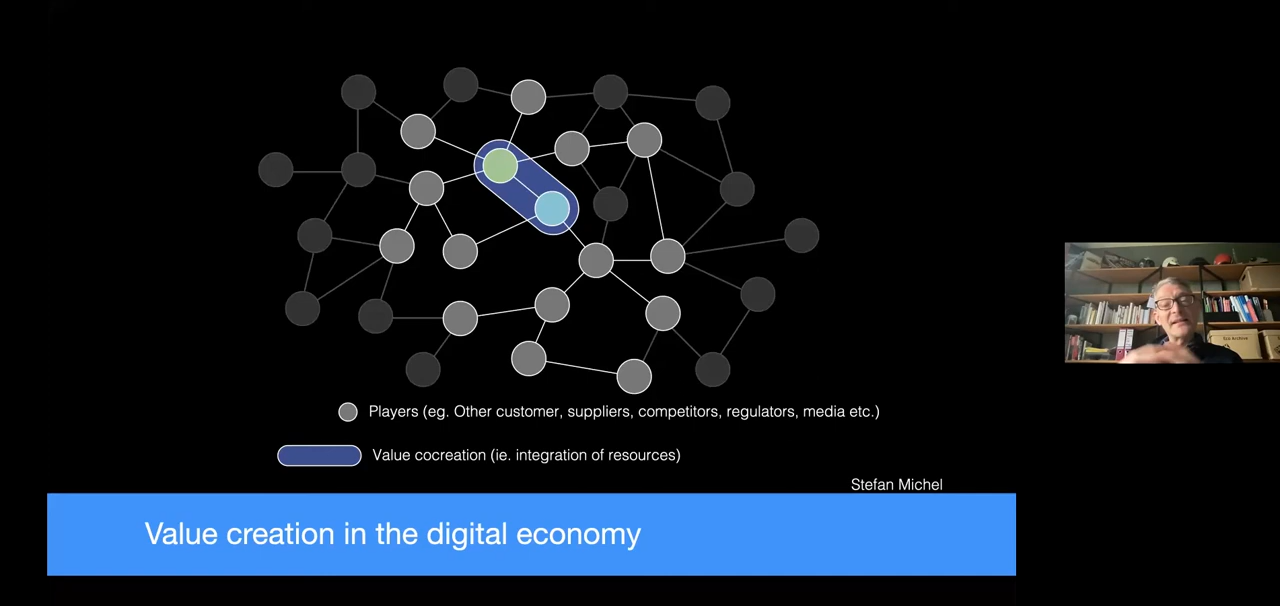 Players (eg. Other customer, suppliers, competitors, regulators, media etc.)
Value cocreation (ie. integration of resources)
Stefan Michel
Value creation in the digital economy